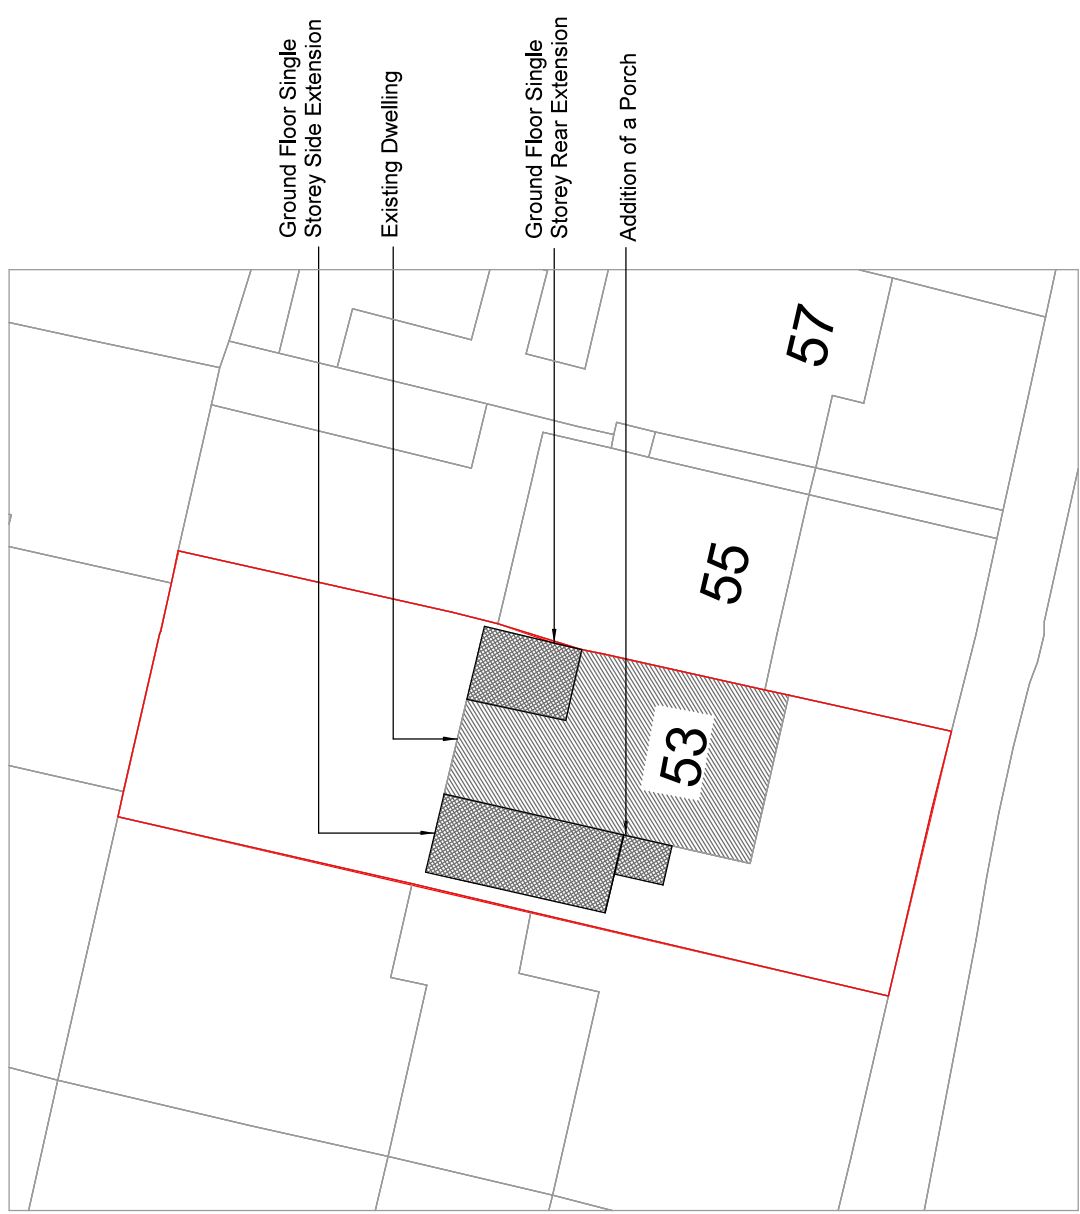 Ground Floor Single
Storey Side Extension
Existing Dwelling
Ground Floor Single
Storey Rear Extension
Addition of a Porch
53
55
57